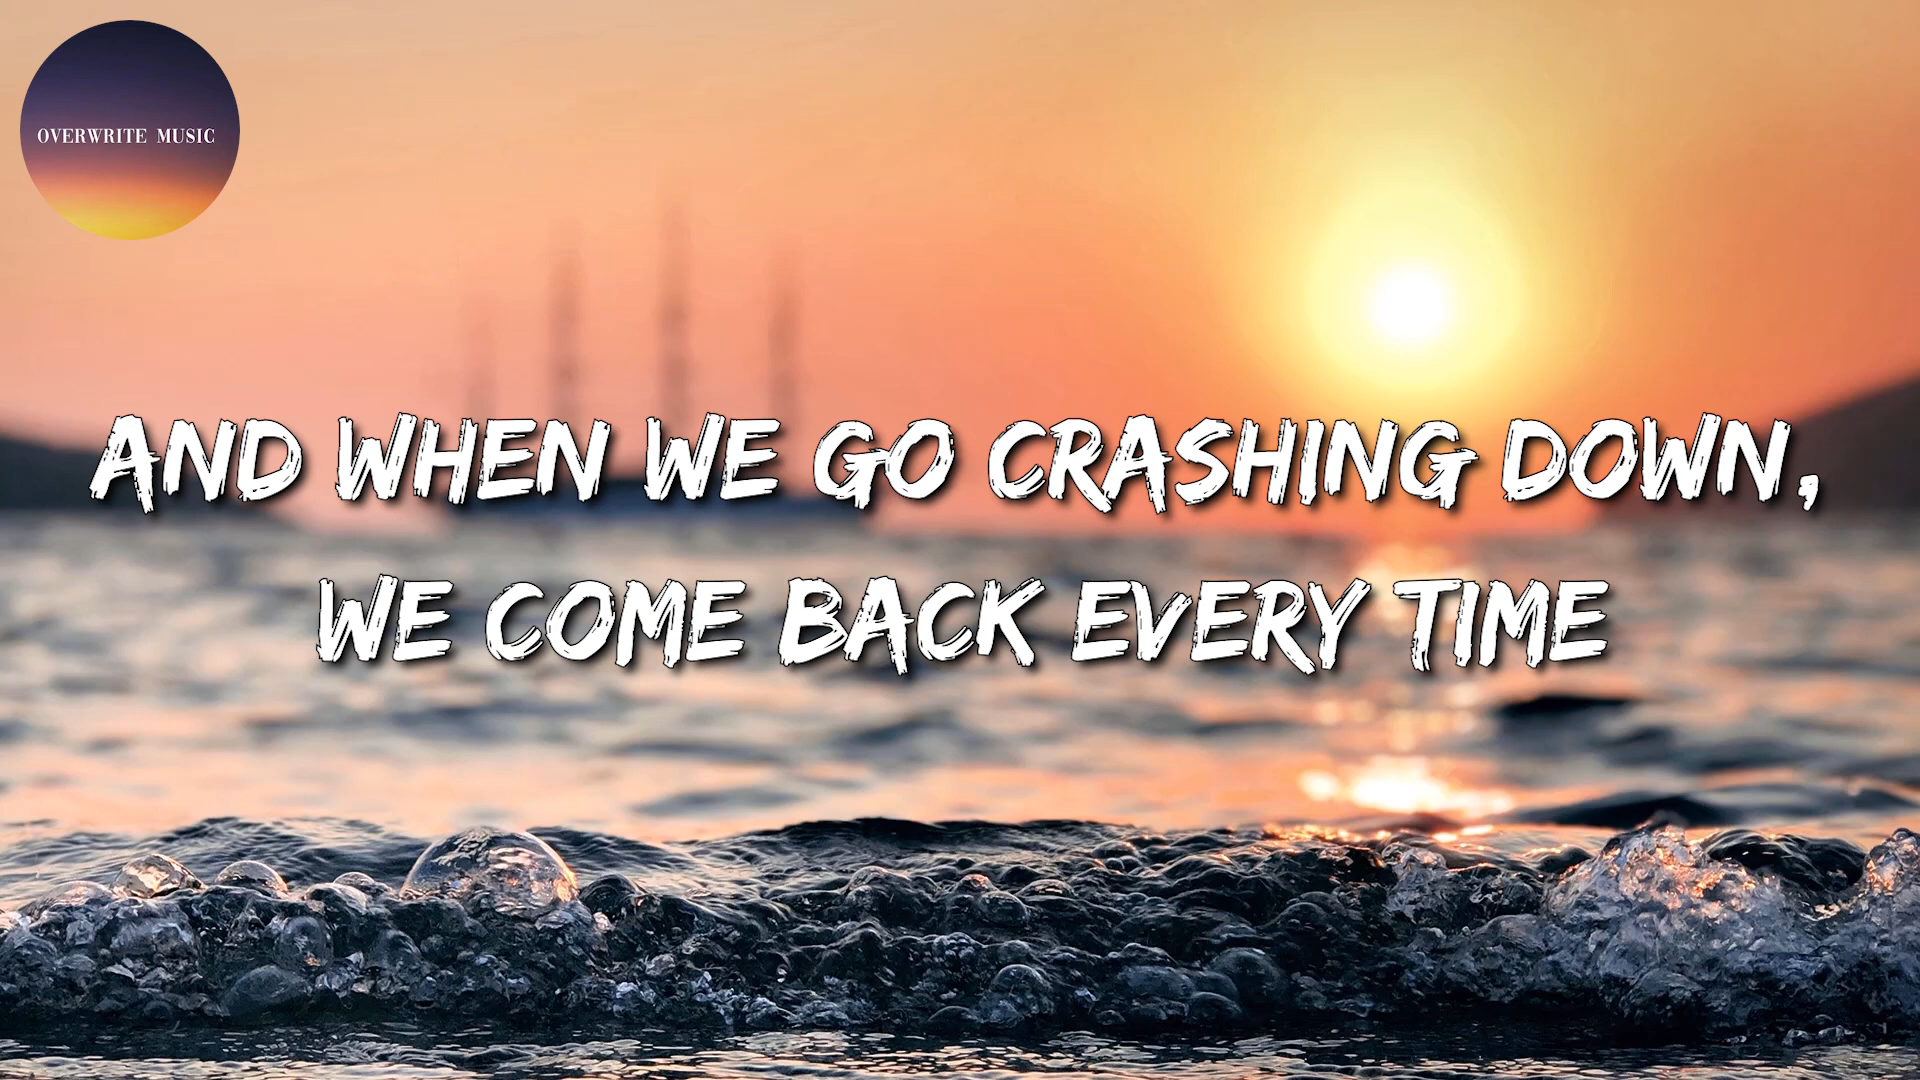 OVERWRITE MUSIC
AND WHEN WE GO CRASHING DOWN,
WE COME BACK EVERY TIME